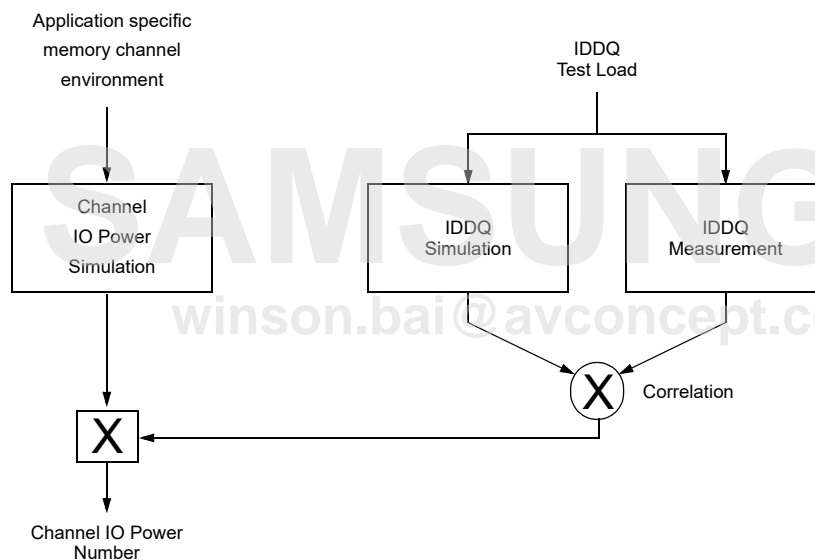 Application specific
memory channel
environment
IDDQ
Test Load
SAMSUNG
Channel
IO Power
Simulation
IDDQ
Simulation
IDDQ
Measurement
winson.bai@avconcept.co
X
Correlation
X
Channel IO Power
Number